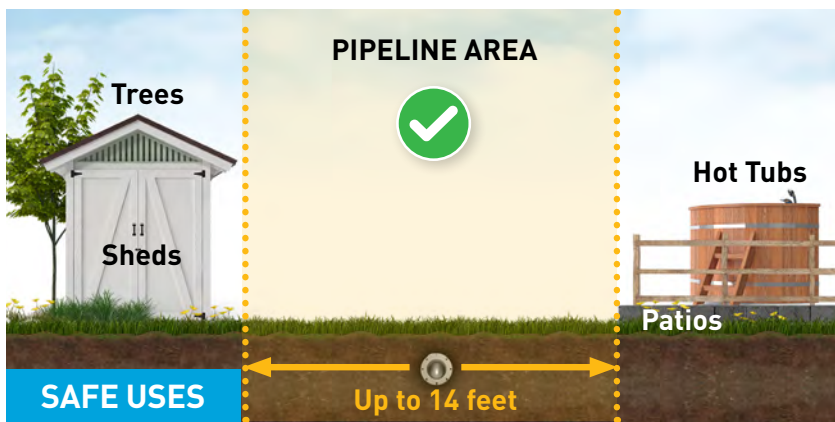 PIPELINE AREA
Trees
Sheds
Hot Tubs
Patios
SAFE USES
Up to 14 feet